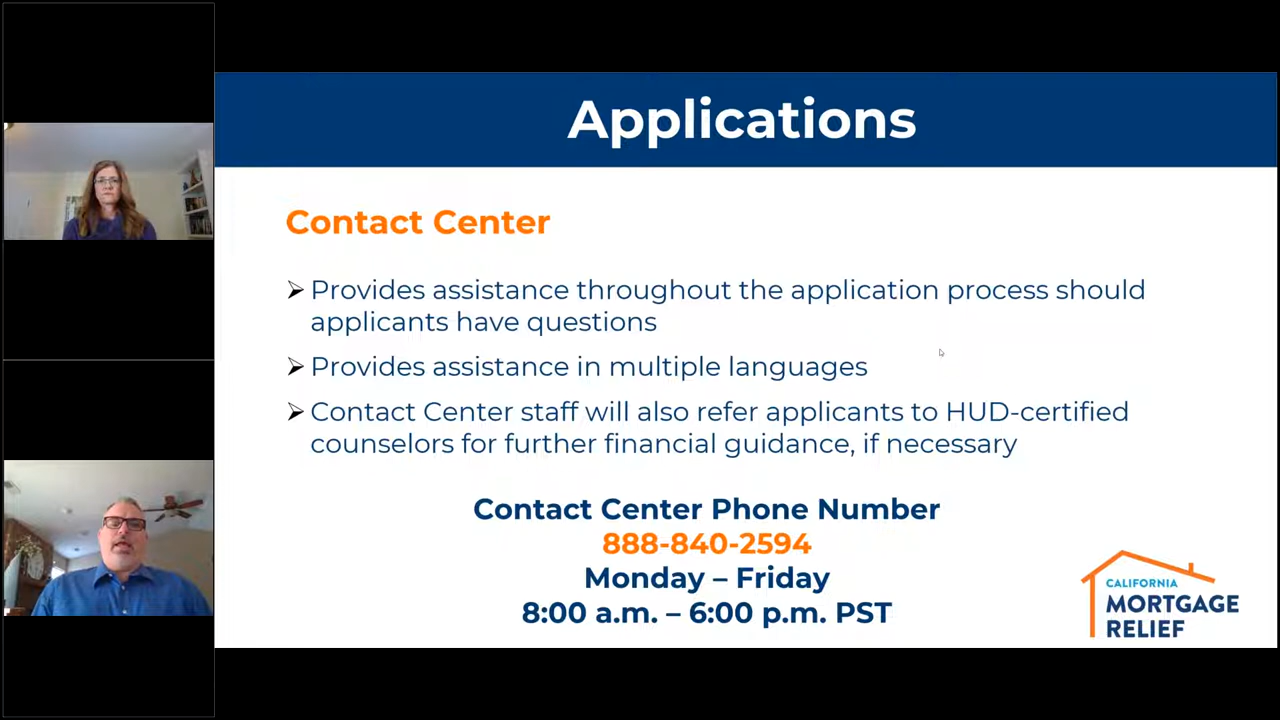 Applications
Contact Center
Provides assistance throughout the application process should
applicants have questions
Provides assistance in multiple languages
Contact Center staff will also refer applicants to HUD-certified
counselors for further financial guidance, if necessary
Contact Center Phone Number
888-840-2594
Monday – Friday
8:00 a.m. – 6:00 p.m. PST
CALIFORNIA
MORTGAGE
RELIEF